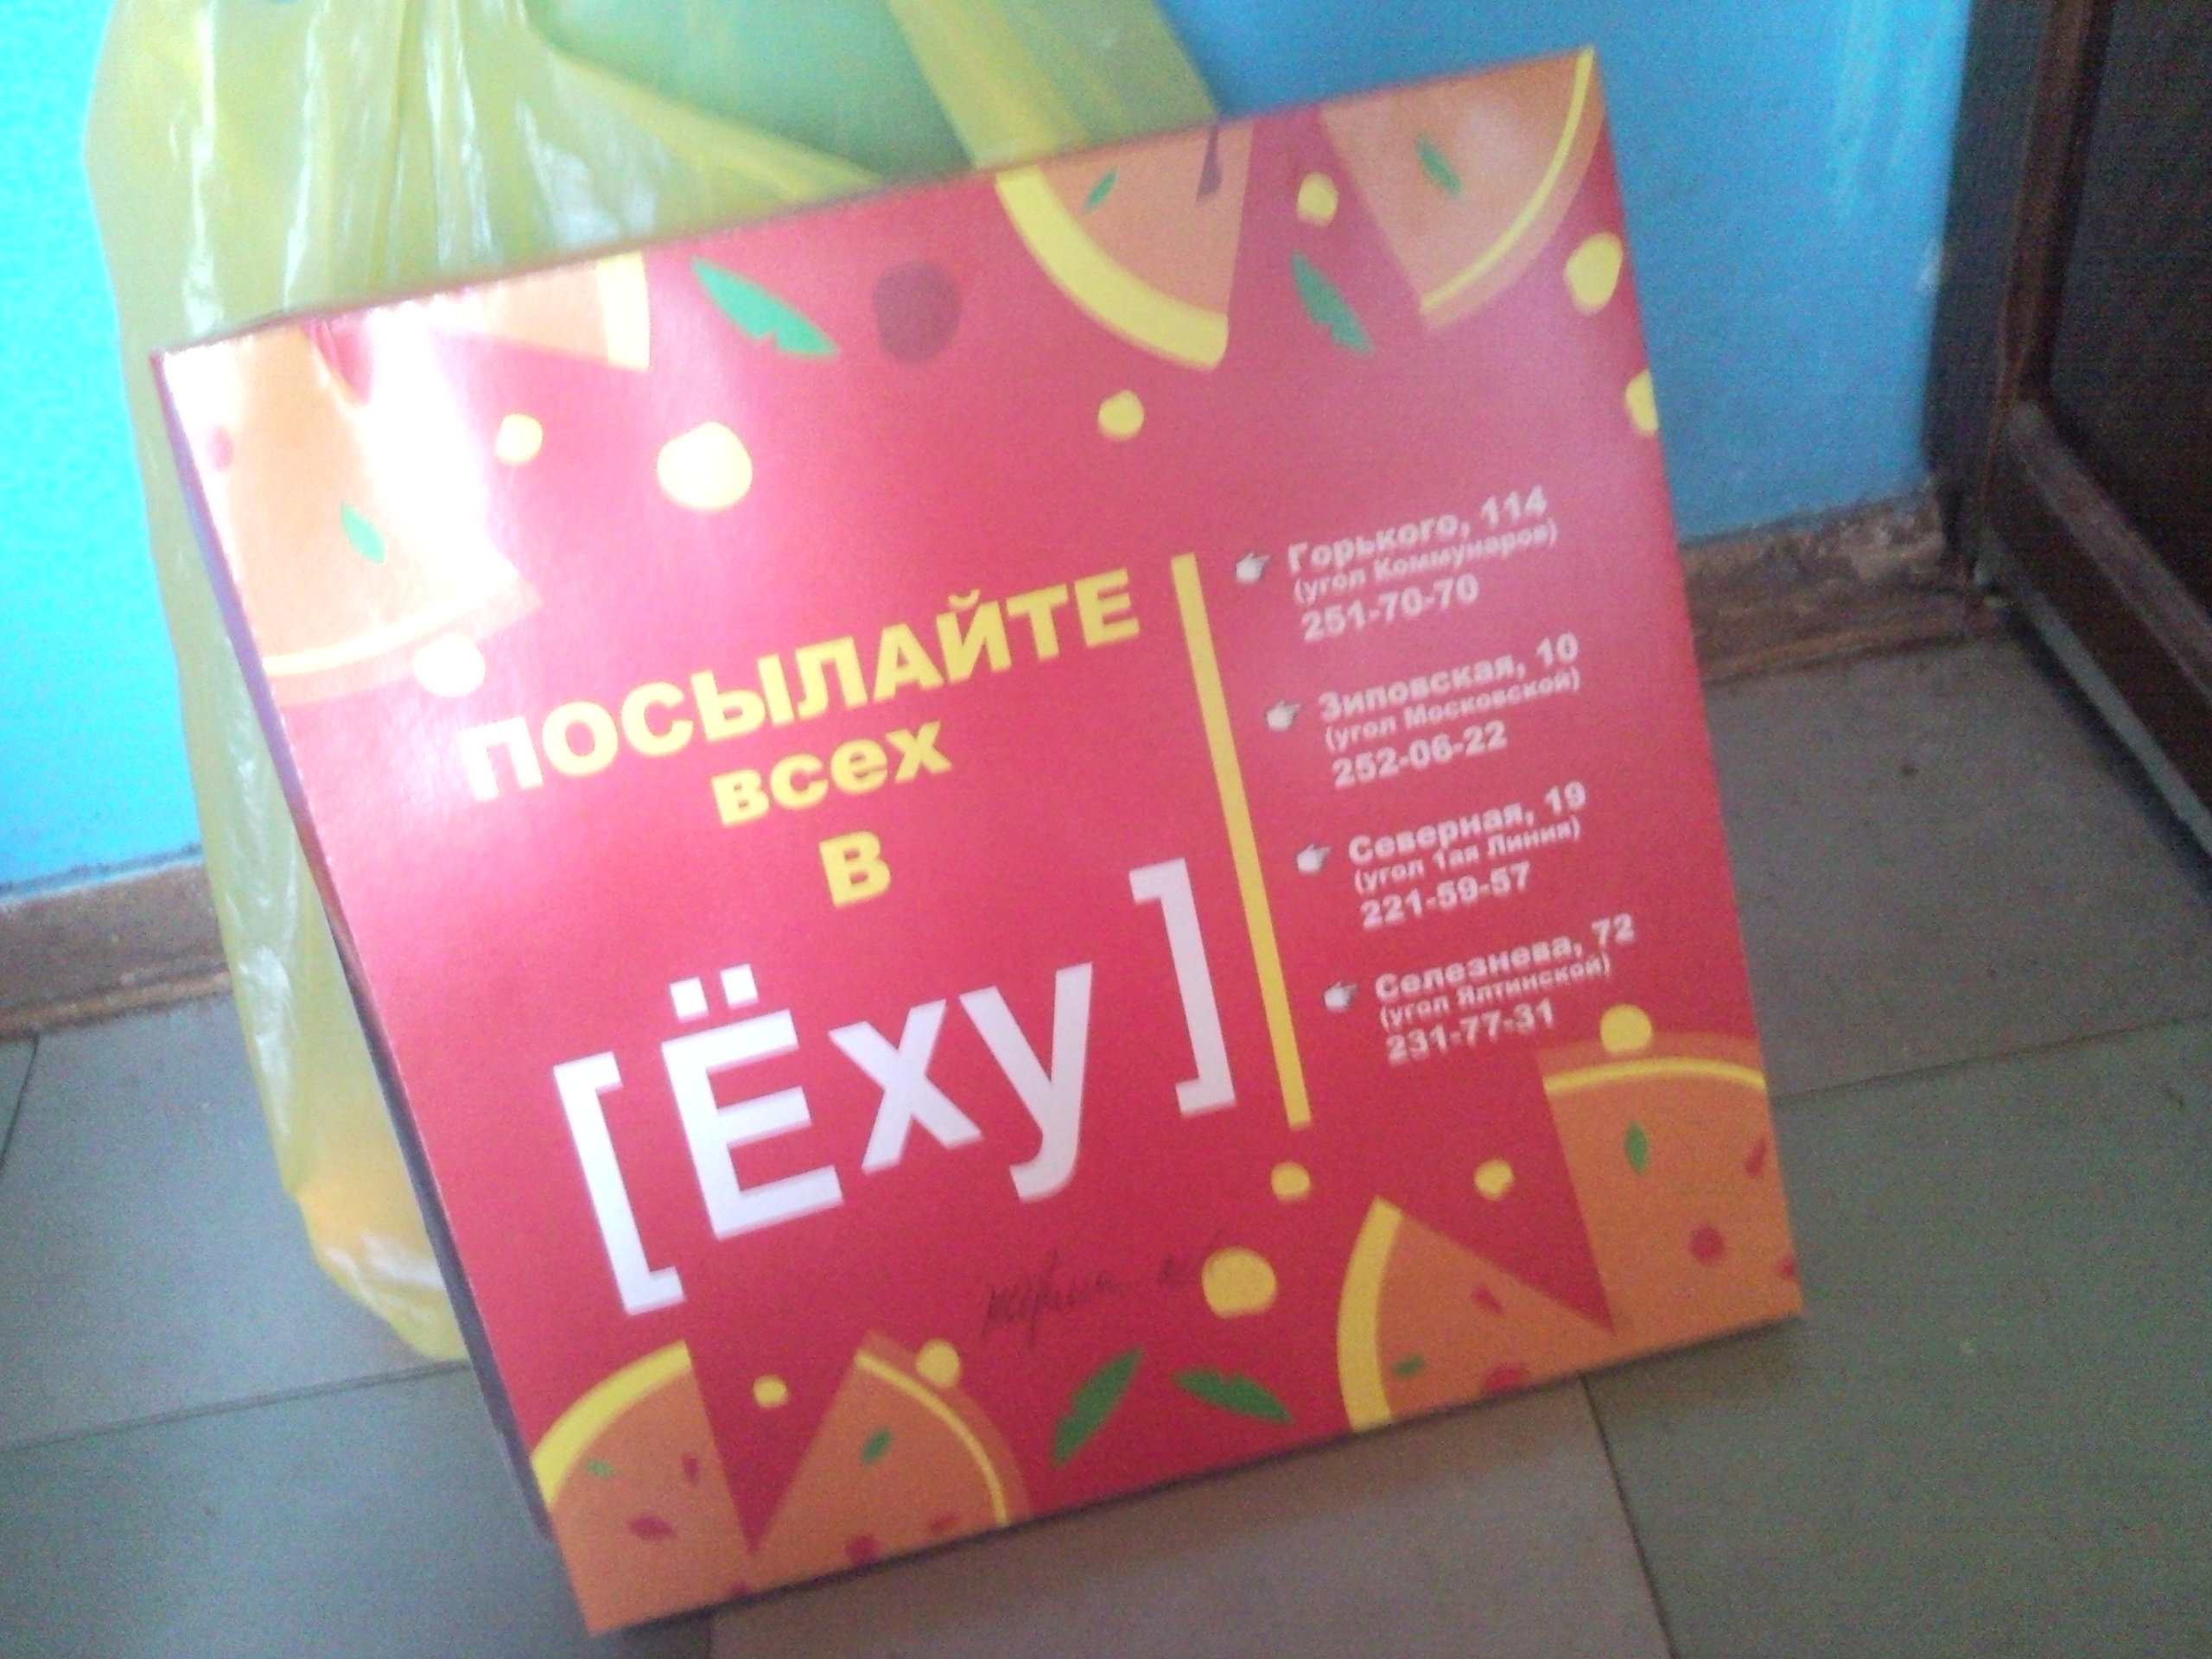 ПОСЫЛАЙТЕ
всех
В
[Ёху]
Горького, 114
(угол Коммунаров)
251-70-70
Зиповская, 10
(угол Московской)
252-06-22
Северная, 19
(угол 1ая Линия)
221-59-57
Селезнева, 72
(угол Ялтинской)
231-77-31